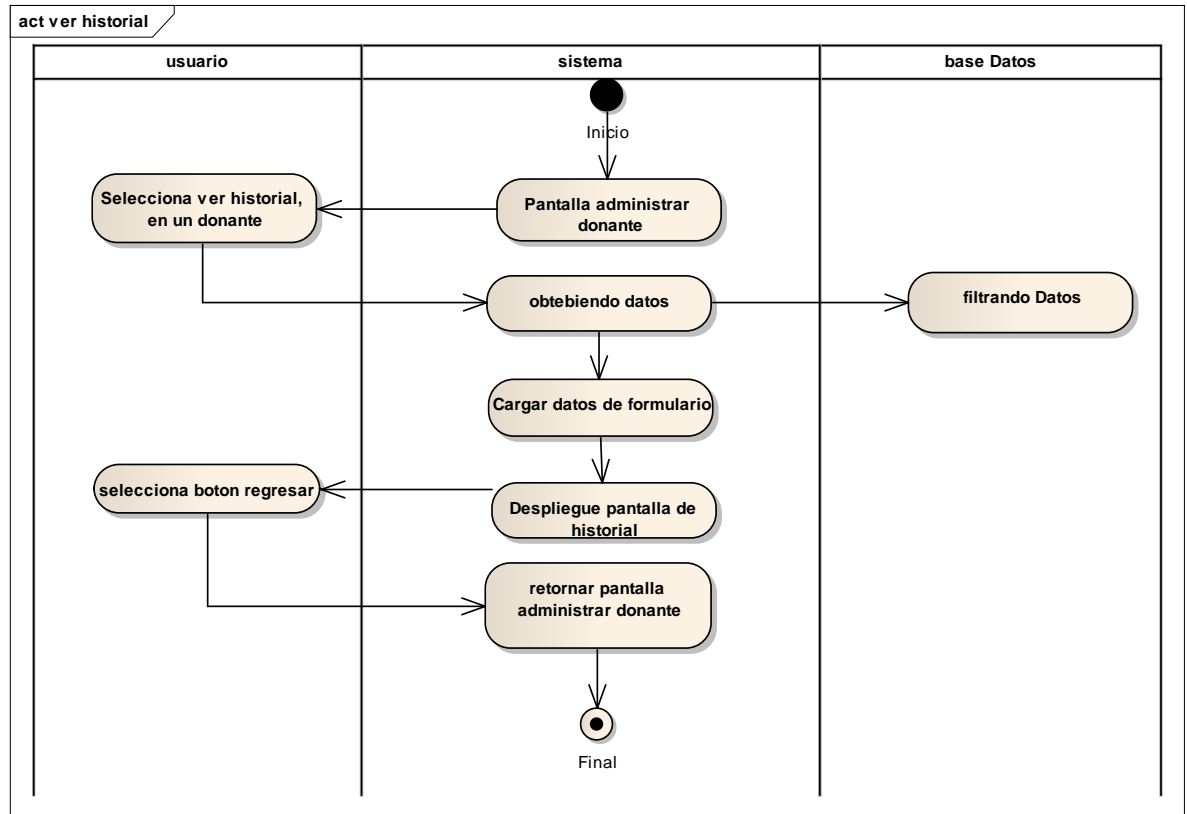 act ver historial
usuario
sistema
base Datos
Inicio
Selecciona ver historial,
en un donante
Pantalla administrar
donante
obtebiendo datos
filtrando Datos
Cargar datos de formulario
selecciona boton regresar
Despliegue pantalla de
historial
retornar pantalla
administrar donante
Final